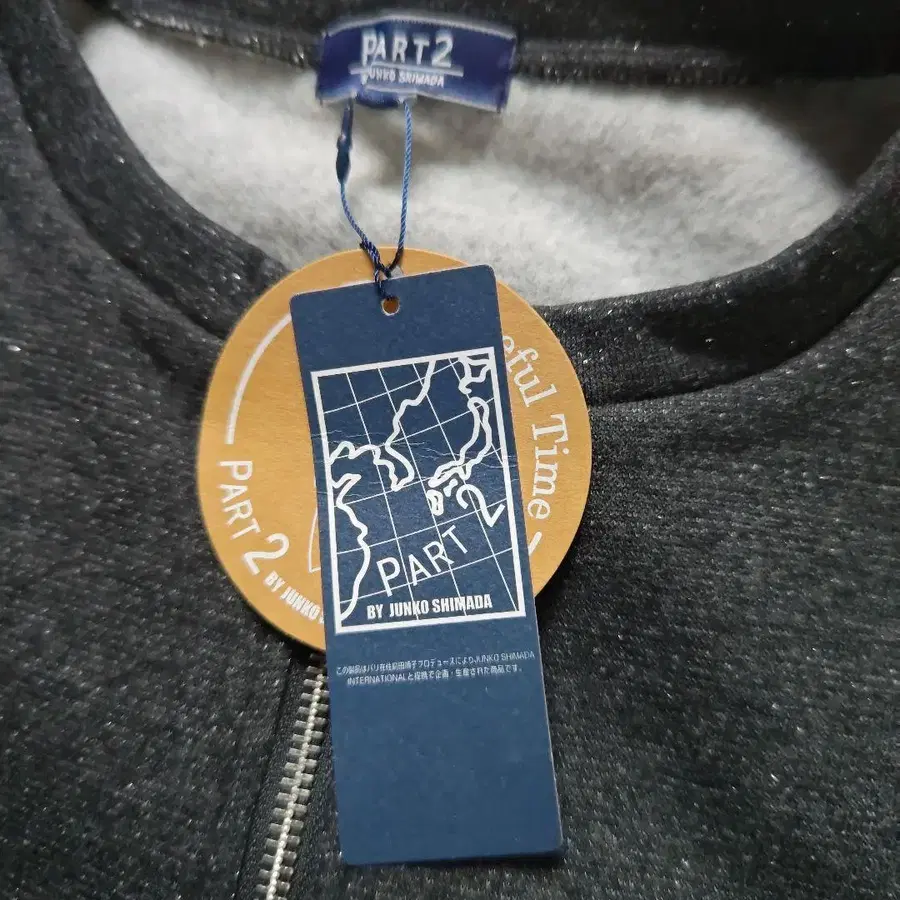 PART2
JUNKO SHIMADA
eful Time
PART 2 BY JUNKO
PART 2
BY JUNKO SHIMADA
この製品はパリ在住島田順子プロデュースによりJUNKO SHIMADA
INTERNATIONALと提携で企画・生産された商品です。